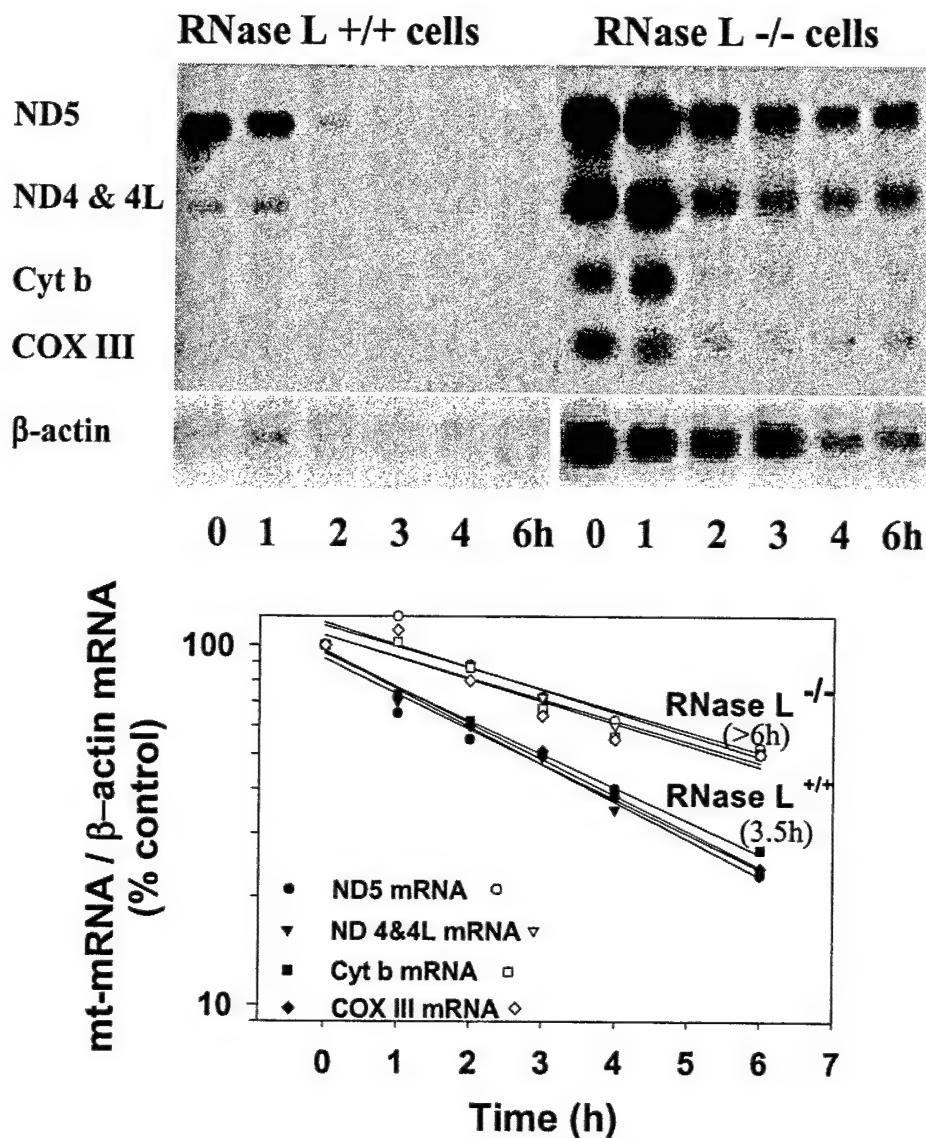 RNase L +/+ cells RNase L -/- cells
ND5
ND4 & 4L
Cyt b
COX III
β-actin
0 1 2 3 4 6h 0 1 2 3 4 6h
mt-mRNA / β–actin mRNA
(% control)
100
10
RNase L -/-
(>6h)
RNase L +/+
(3.5h)
● ND5 mRNA ○
▼ ND 4&4L mRNA ▽
■ Cyt b mRNA □
◆ COX III mRNA ◇
0 1 2 3 4 5 6 7
Time (h)